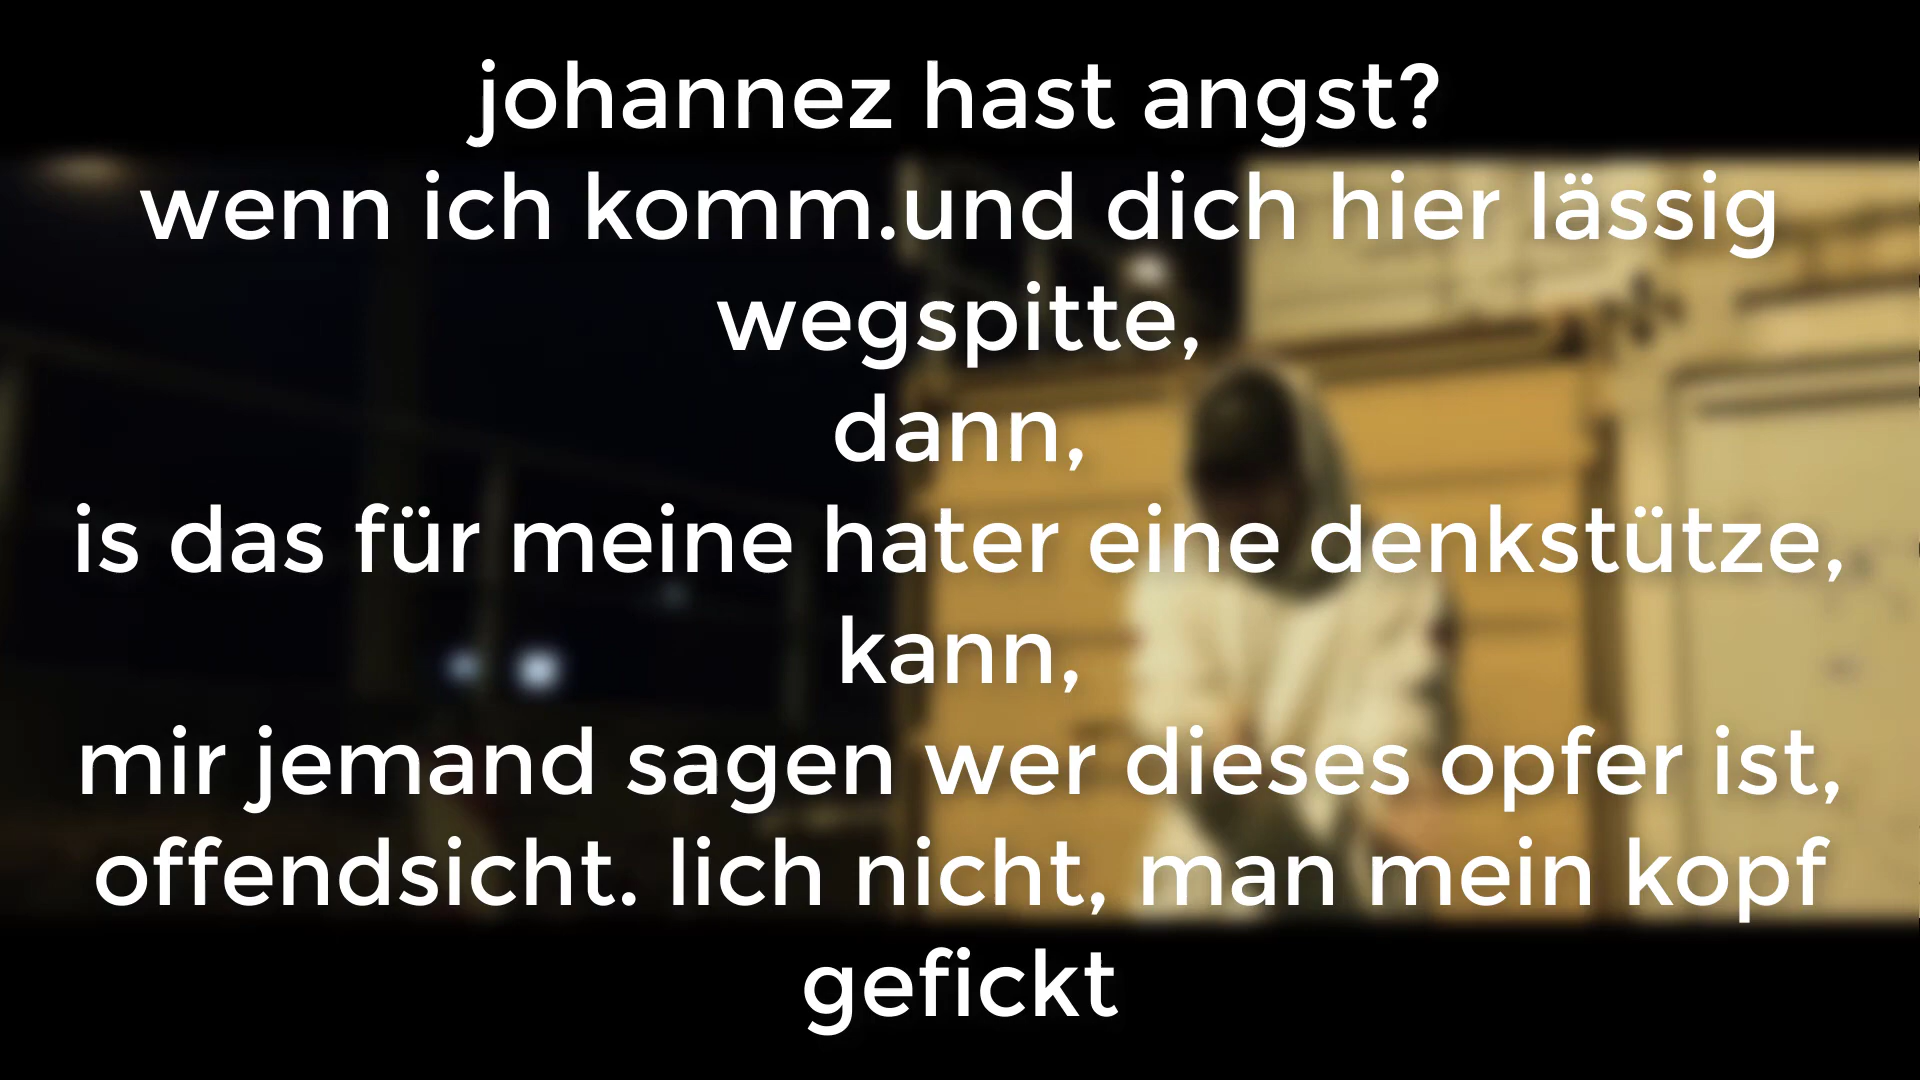 johannez hast angst?
wenn ich komm.und dich hier lässig
wegspitte,
dann,
is das für meine hater eine denkstütze,
kann,
mir jemand sagen wer dieses opfer ist,
offendsicht. lich nicht, man mein kopf
gefickt